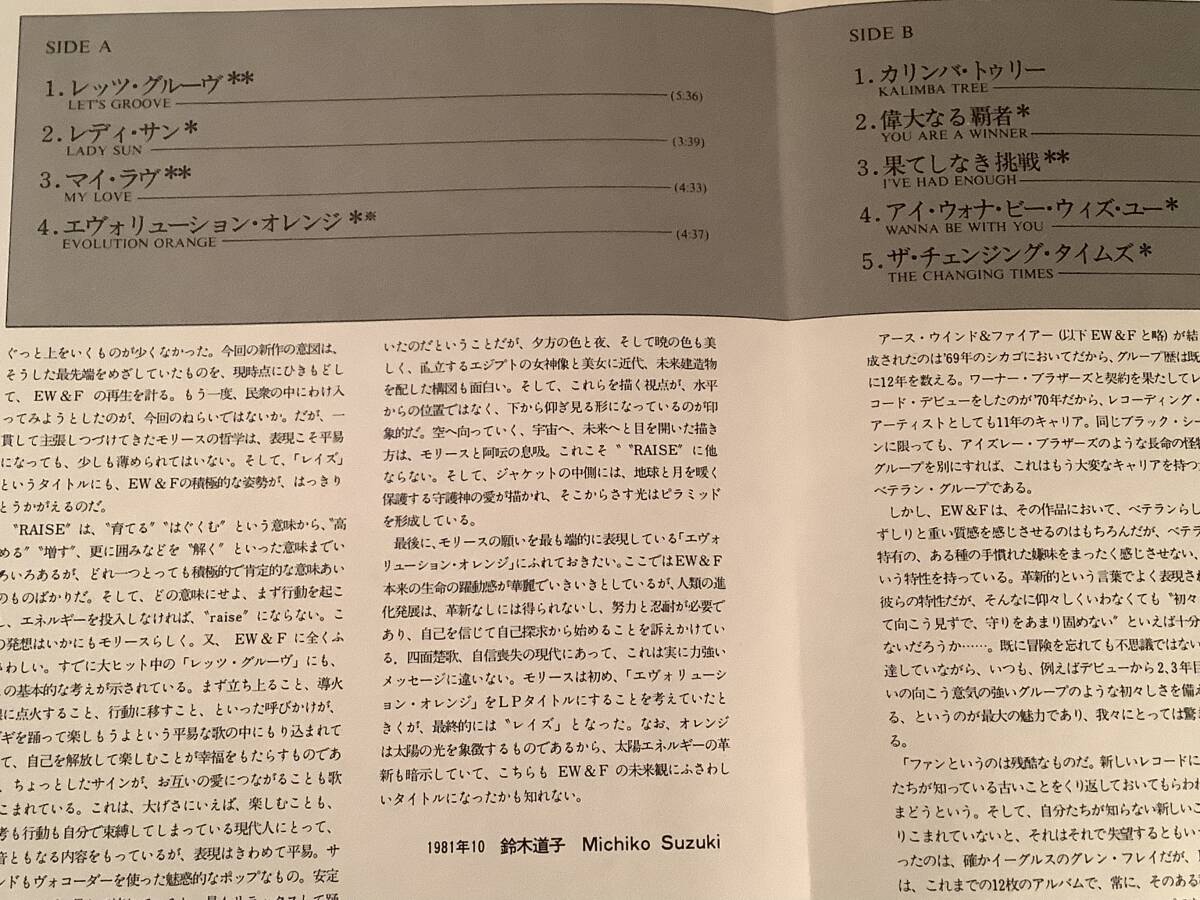 SIDE A
1. レッツ・グルーヴ**
LET'S GROOVE (5:36)
2. レディ・サン*
LADY SUN (3:39)
3. マイ・ラヴ**
MY LOVE (4:33)
4. エヴォリューション・オレンジ*※
EVOLUTION ORANGE (4:37)
SIDE B
1. カリンバ・トゥリー
KALIMBA TREE
2. 偉大なる覇者*
YOU ARE A WINNER
3. 果てしなき挑戦**
I'VE HAD ENOUGH
4. アイ・ウォナ・ビー・ウィズ・ユー*
WANNA BE WITH YOU
5. ザ・チェンジング・タイムズ*
THE CHANGING TIMES
ぐっと上をいくものが少くなかった。今回の新作の意図は、
そうした最先端をめざしていたものを、現時点にひきもどし
て、EW&Fの再生を計る。もう一度、民衆の中にわけ入
ってみようとしたのが、今回のねらいではないか。だが、一
貫して主張しつづけてきたモリースの哲学は、表現こそ平易
になっても、少しも薄められてはいない。そして、「レイズ」
というタイトルにも、EW&Fの積極的な姿勢が、はっきり
とうかがえるのだ。
〝RAISE〞は、〝育てる〞〝はぐくむ〞という意味から、〝高
める〞〝増す〞、更に囲みなどを〝解く〞といった意味までい
ろいろあるが、どれ一つとっても積極的で肯定的な意味あい
のものばかりだ。そして、どの意味にせよ、まず行動を起こ
し、エネルギーを投入しなければ、〝raise〞にならない。こ
の発想はいかにもモリースらしく。又、EW&Fに全くふ
さわしい。すでに大ヒット中の「レッツ・グルーヴ」にも、
の基本的な考えが示されている。まず立ち上ること、導火
に点火すること、行動に移すこと、といった呼びかけが、
ギを踊って楽しもうよという平易な歌の中にもり込まれて
て、自己を解放して楽しむことが幸福をもたらすものであ
、ちょっとしたサインが、お互いの愛につながることも歌
こまれている。これは、大げさにいえば、楽しむことも、
考も行動も自分で束縛してしまっている現代人にとって、
音ともなる内容をもっているが、表現はきわめて平易。サ
ンドもヴォコーダーを使った魅惑的なポップなもの。安定
いたのだということだが、夕方の色と夜、そして暁の色も美
しく、直立するエジプトの女神像と美女に近代、未来建造物
を配した構図も面白い。そして、これらを描く視点が、水平
からの位置ではなく、下から仰ぎ見る形になっているのが印
象的だ。空へ向っていく、宇宙へ、未来へと目を開いた描き
方は、モリースと阿吽の息吹。これこそ〝RAISE〞に他
ならない。そして、ジャケットの中側には、地球と月を暖く
保護する守護神の愛が描かれ、そこからさす光はピラミッド
を形成している。
最後に、モリースの願いを最も端的に表現している「エヴォ
リューション・オレンジ」にふれておきたい。ここではEW&F
本来の生命の躍動感が華麗でいきいきとしているが、人類の進
化発展は、革新なしには得られないし、努力と忍耐が必要で
あり、自己を信じて自己探求から始めることを訴えかけてい
る．四面楚歌、自信喪失の現代にあって、これは実に力強い
メッセージに違いない。モリースは初め、「エヴォリューショ
ン・オレンジ」をLPタイトルにすることを考えていたと
きくが、最終的には〝レイズ〞となった。なお、オレンジ
は太陽の光を象徴するものであるから、太陽エネルギーの革
新も暗示していて、こちらもEW&Fの未来観にふさわし
いタイトルになったかも知れない。
1981年10 鈴木道子 Michiko Suzuki
アース・ウインド&ファイアー(以下EW&Fと略)が結
成されたのは'69年のシカゴにおいてだから、グループ歴は既
に12年を数える。ワーナー・ブラザーズと契約を果たしてレ
コード・デビューをしたのが'70年だから、レコーディング・
アーティストとしても11年のキャリア。同じブラック・シー
ンに限っても、アイズレー・ブラザーズのような長命の怪物
グループを別にすれば、これはもう大変なキャリアを持つ
ベテラン・グループである。
しかし、EW&Fは、その作品において、ベテランらし
ずしりと重い質感を感じさせるのはもちろんだが、ベテラ
特有の、ある種の手慣れた嫌味をまったく感じさせない、
いう特性を持っている。革新的という言葉でよく表現され
彼らの特性だが、そんなに仰々しくいわなくても〝初々
て向こう見ずで、守りをあまり固めない〞といえば十分
ないだろうか……。既に冒険を忘れても不思議ではない
達していながら、いつも、例えばデビューから2,3年目
いの向こう意気の強いグループのような初々しさを備え
る、というのが最大の魅力であり、我々にとっては驚
る。
「ファンというのは残酷なものだ。新しいレコードに
たちが知っている古いことをくり返しておいてもらわね
まどうという。そして、自分たちが知らない新しいこ
りこまれていないと、それはそれで失望するともいう
ったのは、確かイーグルスのグレン・フレイだが、
は、これまでの12枚のアルバムで、常に、そのある